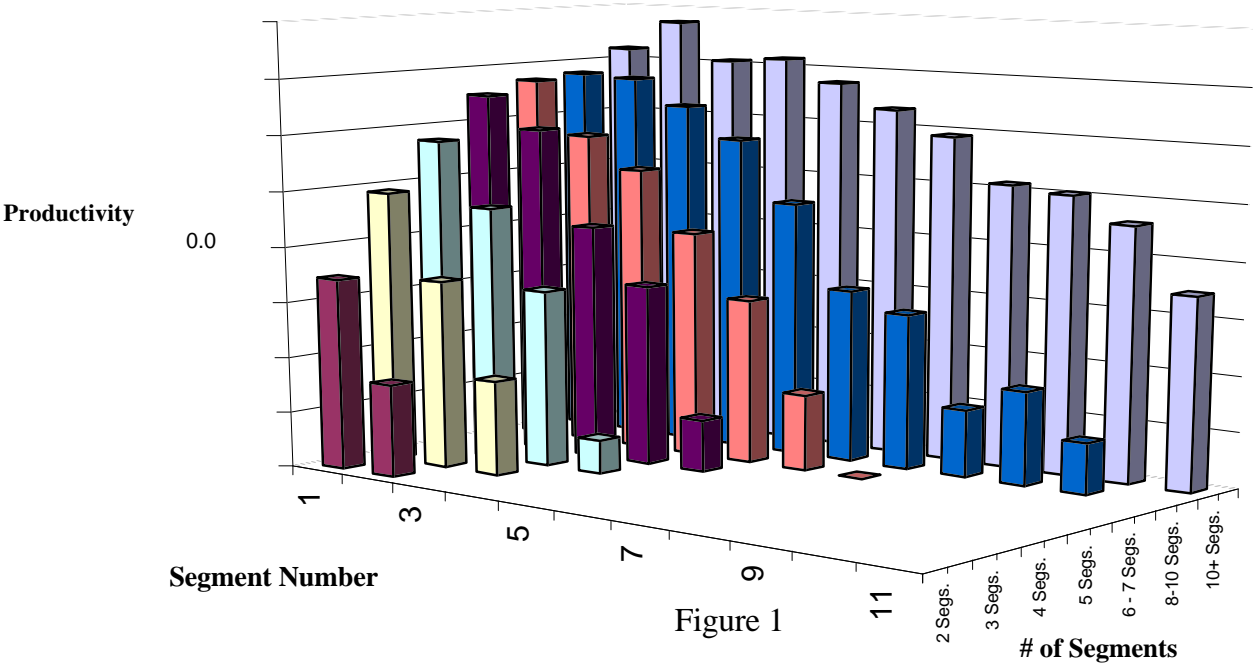 Productivity
0.0
1
3
5
7
9
11
Segment Number
2 Segs.
3 Segs.
4 Segs.
5 Segs.
6 - 7 Segs.
8-10 Segs.
10+ Segs.
# of Segments
Figure 1